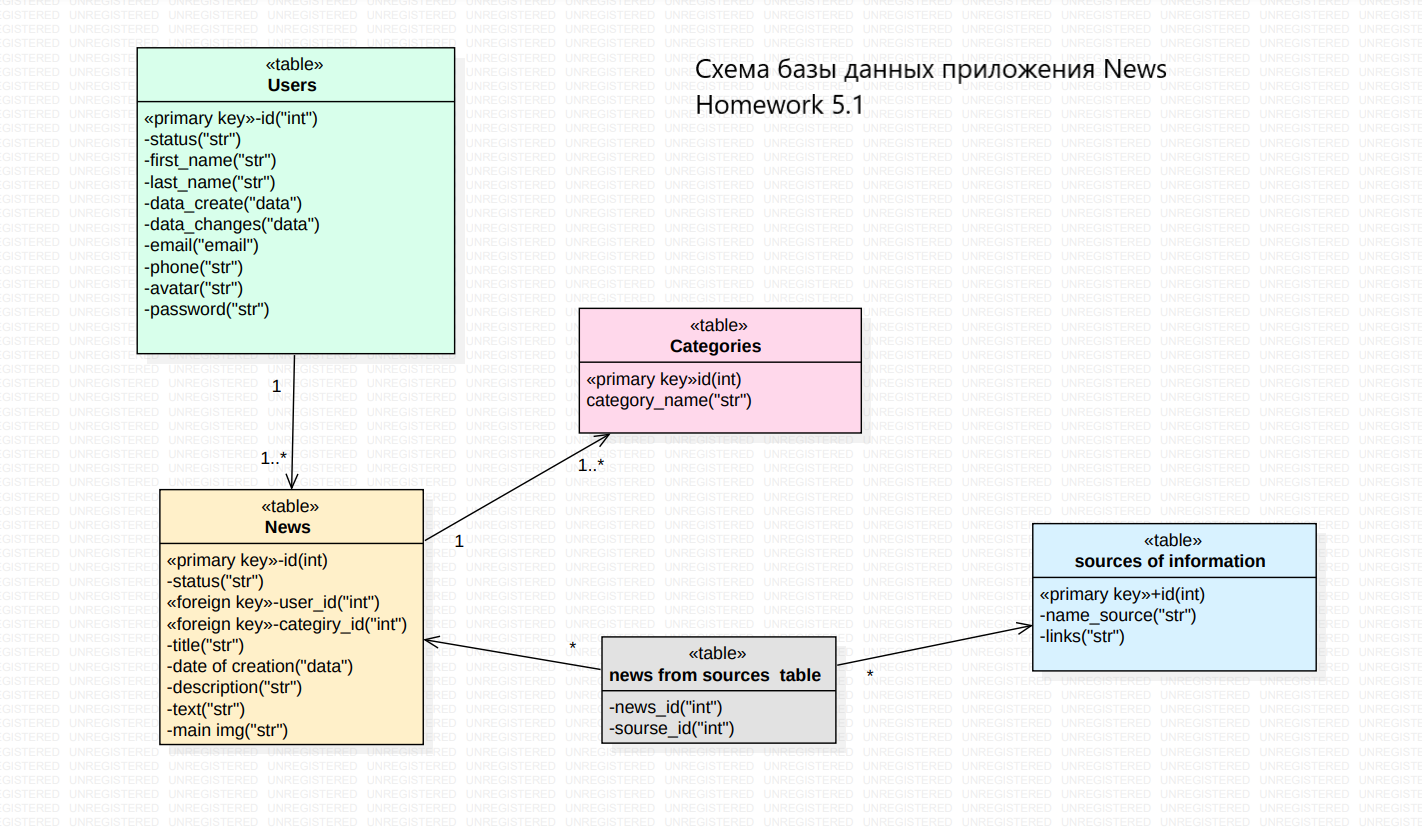 Схема базы данных приложения News
Homework 5.1
«table»
Users
«primary key»-id("int")
-status("str")
-first_name("str")
-last_name("str")
-data_create("data")
-data_changes("data")
-email("email")
-phone("str")
-avatar("str")
-password("str")
1
1..*
«table»
Categories
«primary key»id(int)
category_name("str")
1..*
1
«table»
News
«primary key»-id(int)
-status("str")
«foreign key»-user_id("int")
«foreign key»-categiry_id("int")
-title("str")
-date of creation("data")
-description("str")
-text("str")
-main img("str")
*
«table»
news from sources table
-news_id("int")
-sourse_id("int")
*
«table»
sources of information
«primary key»+id(int)
-name_source("str")
-links("str")
UNREGISTERED